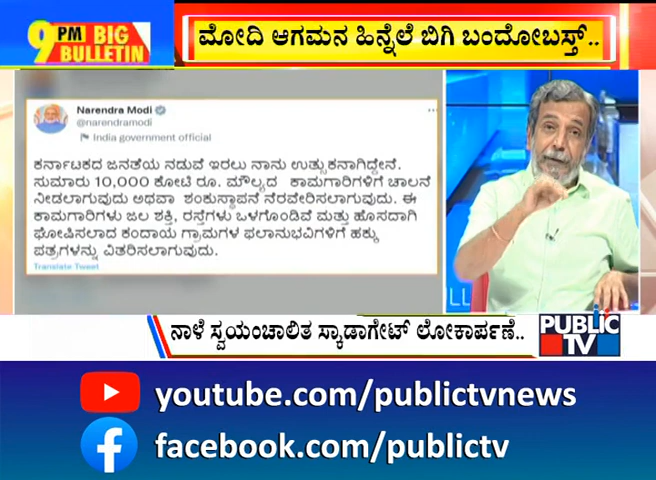 9 PM BIG BULLETIN
ಮೋದಿ ಆಗಮನ ಹಿನ್ನೆಲೆ ಬಿಗಿ ಬಂದೋಬಸ್ತ್..
Narendra Modi
@narendramodi
India government official
ಕರ್ನಾಟಕದ ಜನತೆಯ ನಡುವೆ ಇರಲು ನಾನು ಉತ್ಸುಕನಾಗಿದ್ದೇನೆ.
ಸುಮಾರು 10,000 ಕೋಟಿ ರೂ. ಮೌಲ್ಯದ ಕಾಮಗಾರಿಗಳಿಗೆ ಚಾಲನೆ
ನೀಡಲಾಗುವುದು ಅಥವಾ ಶಂಕುಸ್ಥಾಪನೆ ನೆರವೇರಿಸಲಾಗುವುದು. ಈ
ಕಾಮಗಾರಿಗಳು ಜಲ ಶಕ್ತಿ, ರಸ್ತೆಗಳು ಒಳಗೊಂಡಿವೆ ಮತ್ತು ಹೊಸದಾಗಿ
ಘೋಷಿಸಲಾದ ಕಂದಾಯ ಗ್ರಾಮಗಳ ಫಲಾನುಭವಿಗಳಿಗೆ ಹಕ್ಕು
ಪತ್ರಗಳನ್ನು ವಿತರಿಸಲಾಗುವುದು.
Translate Tweet
ನಾಳೆ ಸ್ವಯಂಚಾಲಿತ ಸ್ಕಾಡಾಗೇಟ್ ಲೋಕಾರ್ಪಣೆ..
PUBLIC TV
youtube.com/publictvnews
facebook.com/publictv